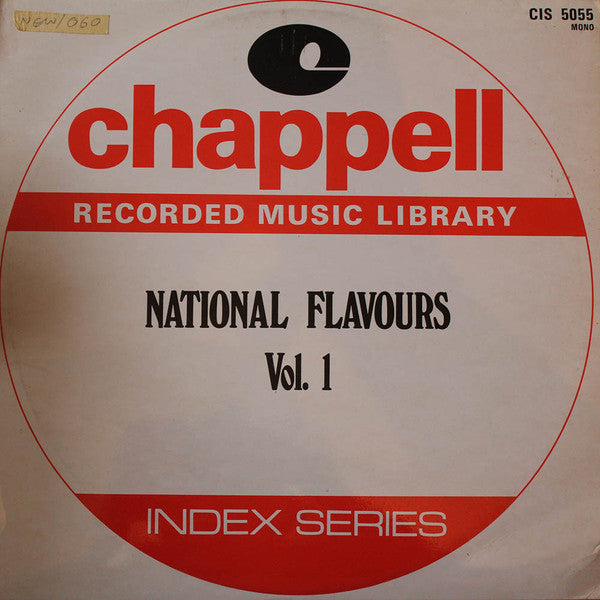 NEW/060
CIS 5055
MONO
chappell
RECORDED MUSIC LIBRARY
NATIONAL FLAVOURS
Vol. 1
INDEX SERIES